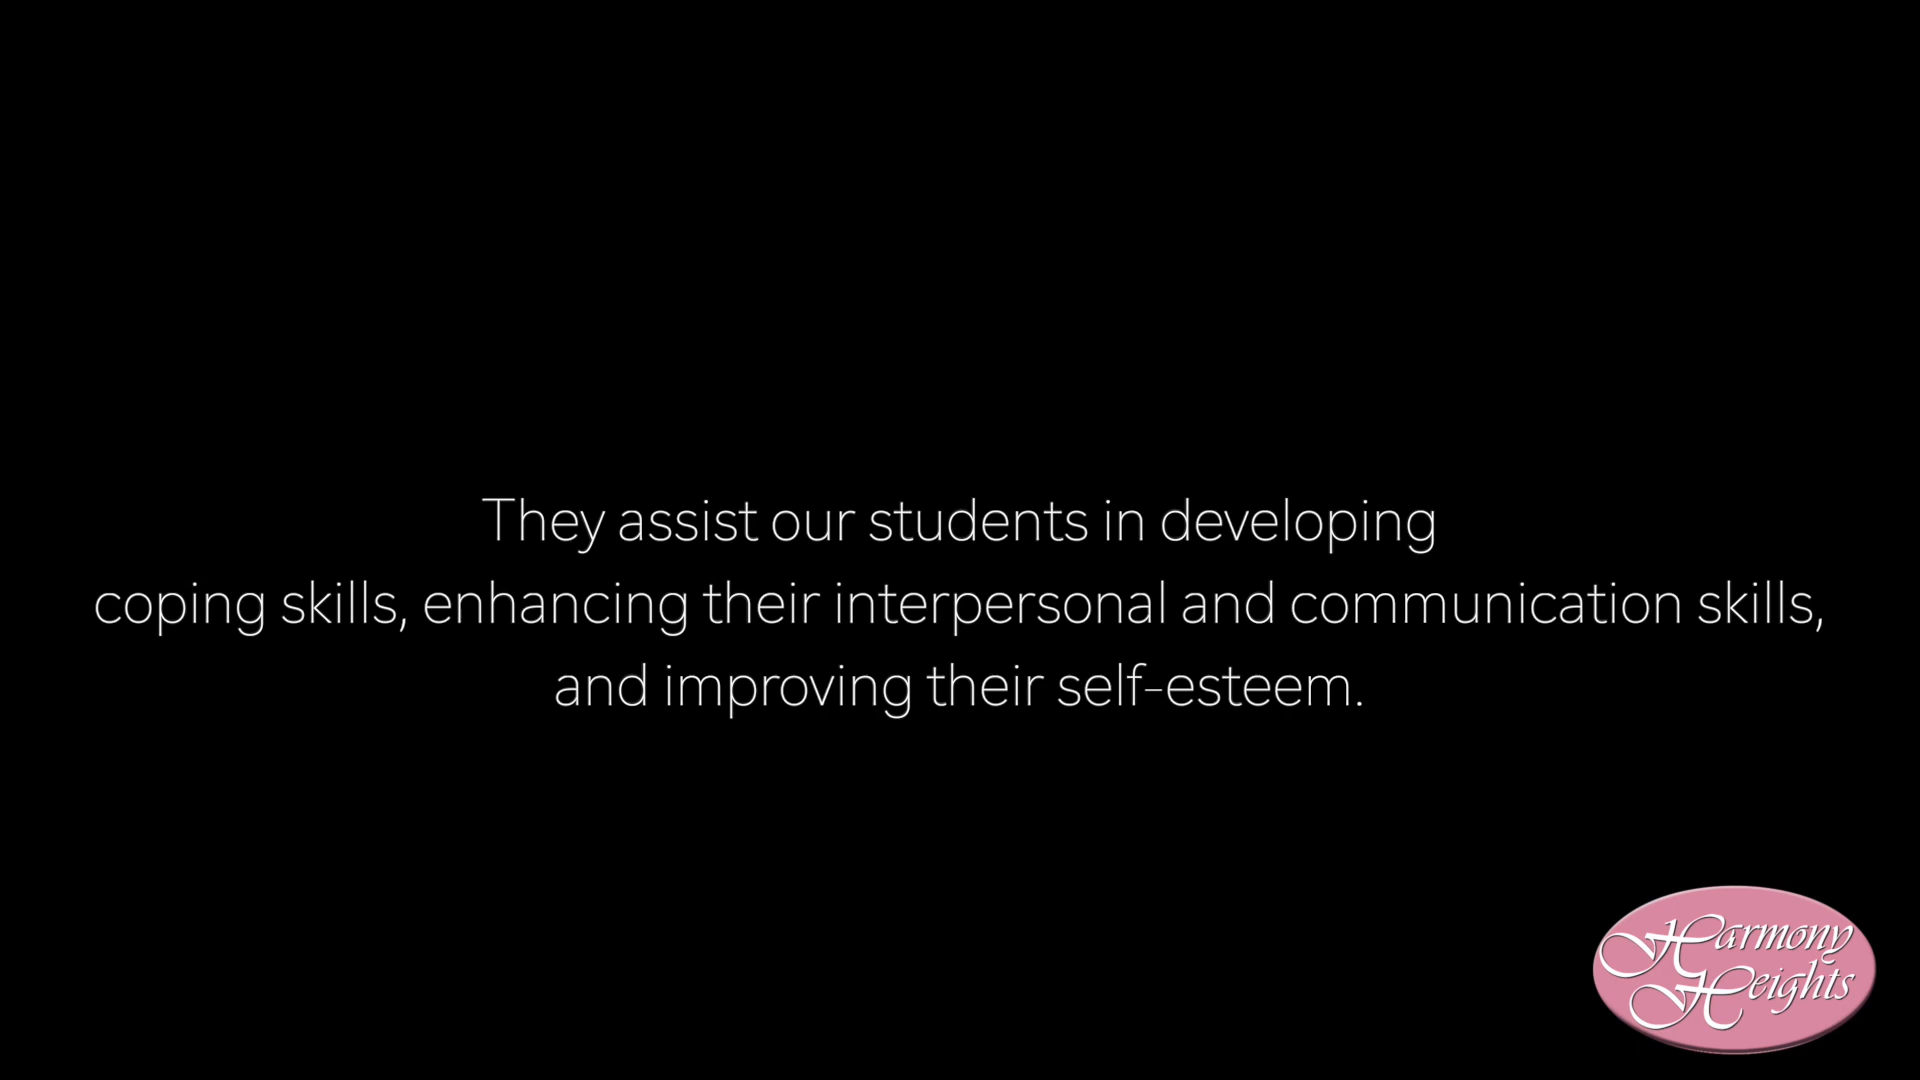 They assist our students in developing
coping skills, enhancing their interpersonal and communication skills,
and improving their self-esteem.
Harmony
Heights